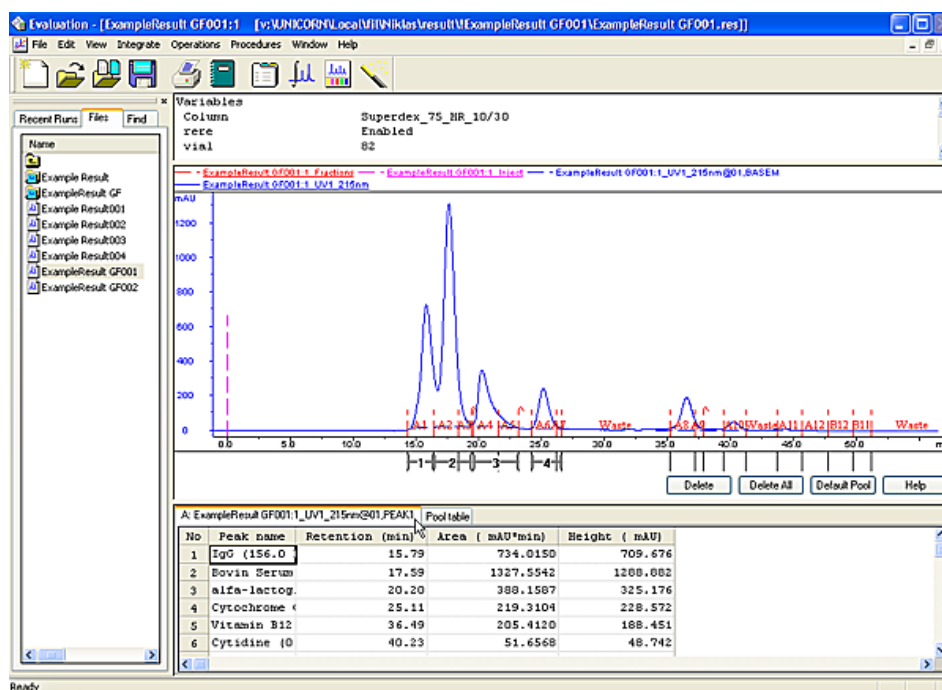 Evaluation - [ExampleResult GF001:1 [v:\UNICORN\Local\fil\Niklas\result\!ExampleResult GF001\ExampleResult GF001.res]]
File Edit View Integrate Operations Procedures Window Help
Recent Runs Files Find
Name
Example Result
ExampleResult GF
Example Result001
Example Result002
Example Result003
Example Result004
ExampleResult GF001
ExampleResult GF002
Variables
Column Superdex_75_HR_10/30
rere Enabled
vial 82
ExampleResult GF001:1_Fractions ExampleResult GF001:1_Inject ExampleResult GF001:1_UV1_215nm@01,BASEM
ExampleResult GF001:1_UV1_215nm
mAU
1200
1000
800
600
400
200
0
A1 A2 A3 A4 A5 A6 A7 Waste A8 A9 A10 Waste A11 A12 B12 B11 Waste
0.0 5.0 10.0 15.0 20.0 25.0 30.0 35.0 40.0 45.0 50.0
1 2 3 4
Delete Delete All Default Pool Help
A: ExampleResult GF001:1_UV1_215nm@01,PEAK1 Pool table
No Peak name Retention (min) Area ( mAU*min) Height ( mAU)
1 IgG (156.0 15.79 734.0150 709.676
2 Bovin Serum 17.59 1327.5542 1288.882
3 alfa-lactog. 20.20 388.1587 325.176
4 Cytochrome 25.11 219.3104 228.572
5 Vitamin B12 36.49 205.4120 188.451
6 Cytidine (0 40.23 51.6568 48.742
Ready